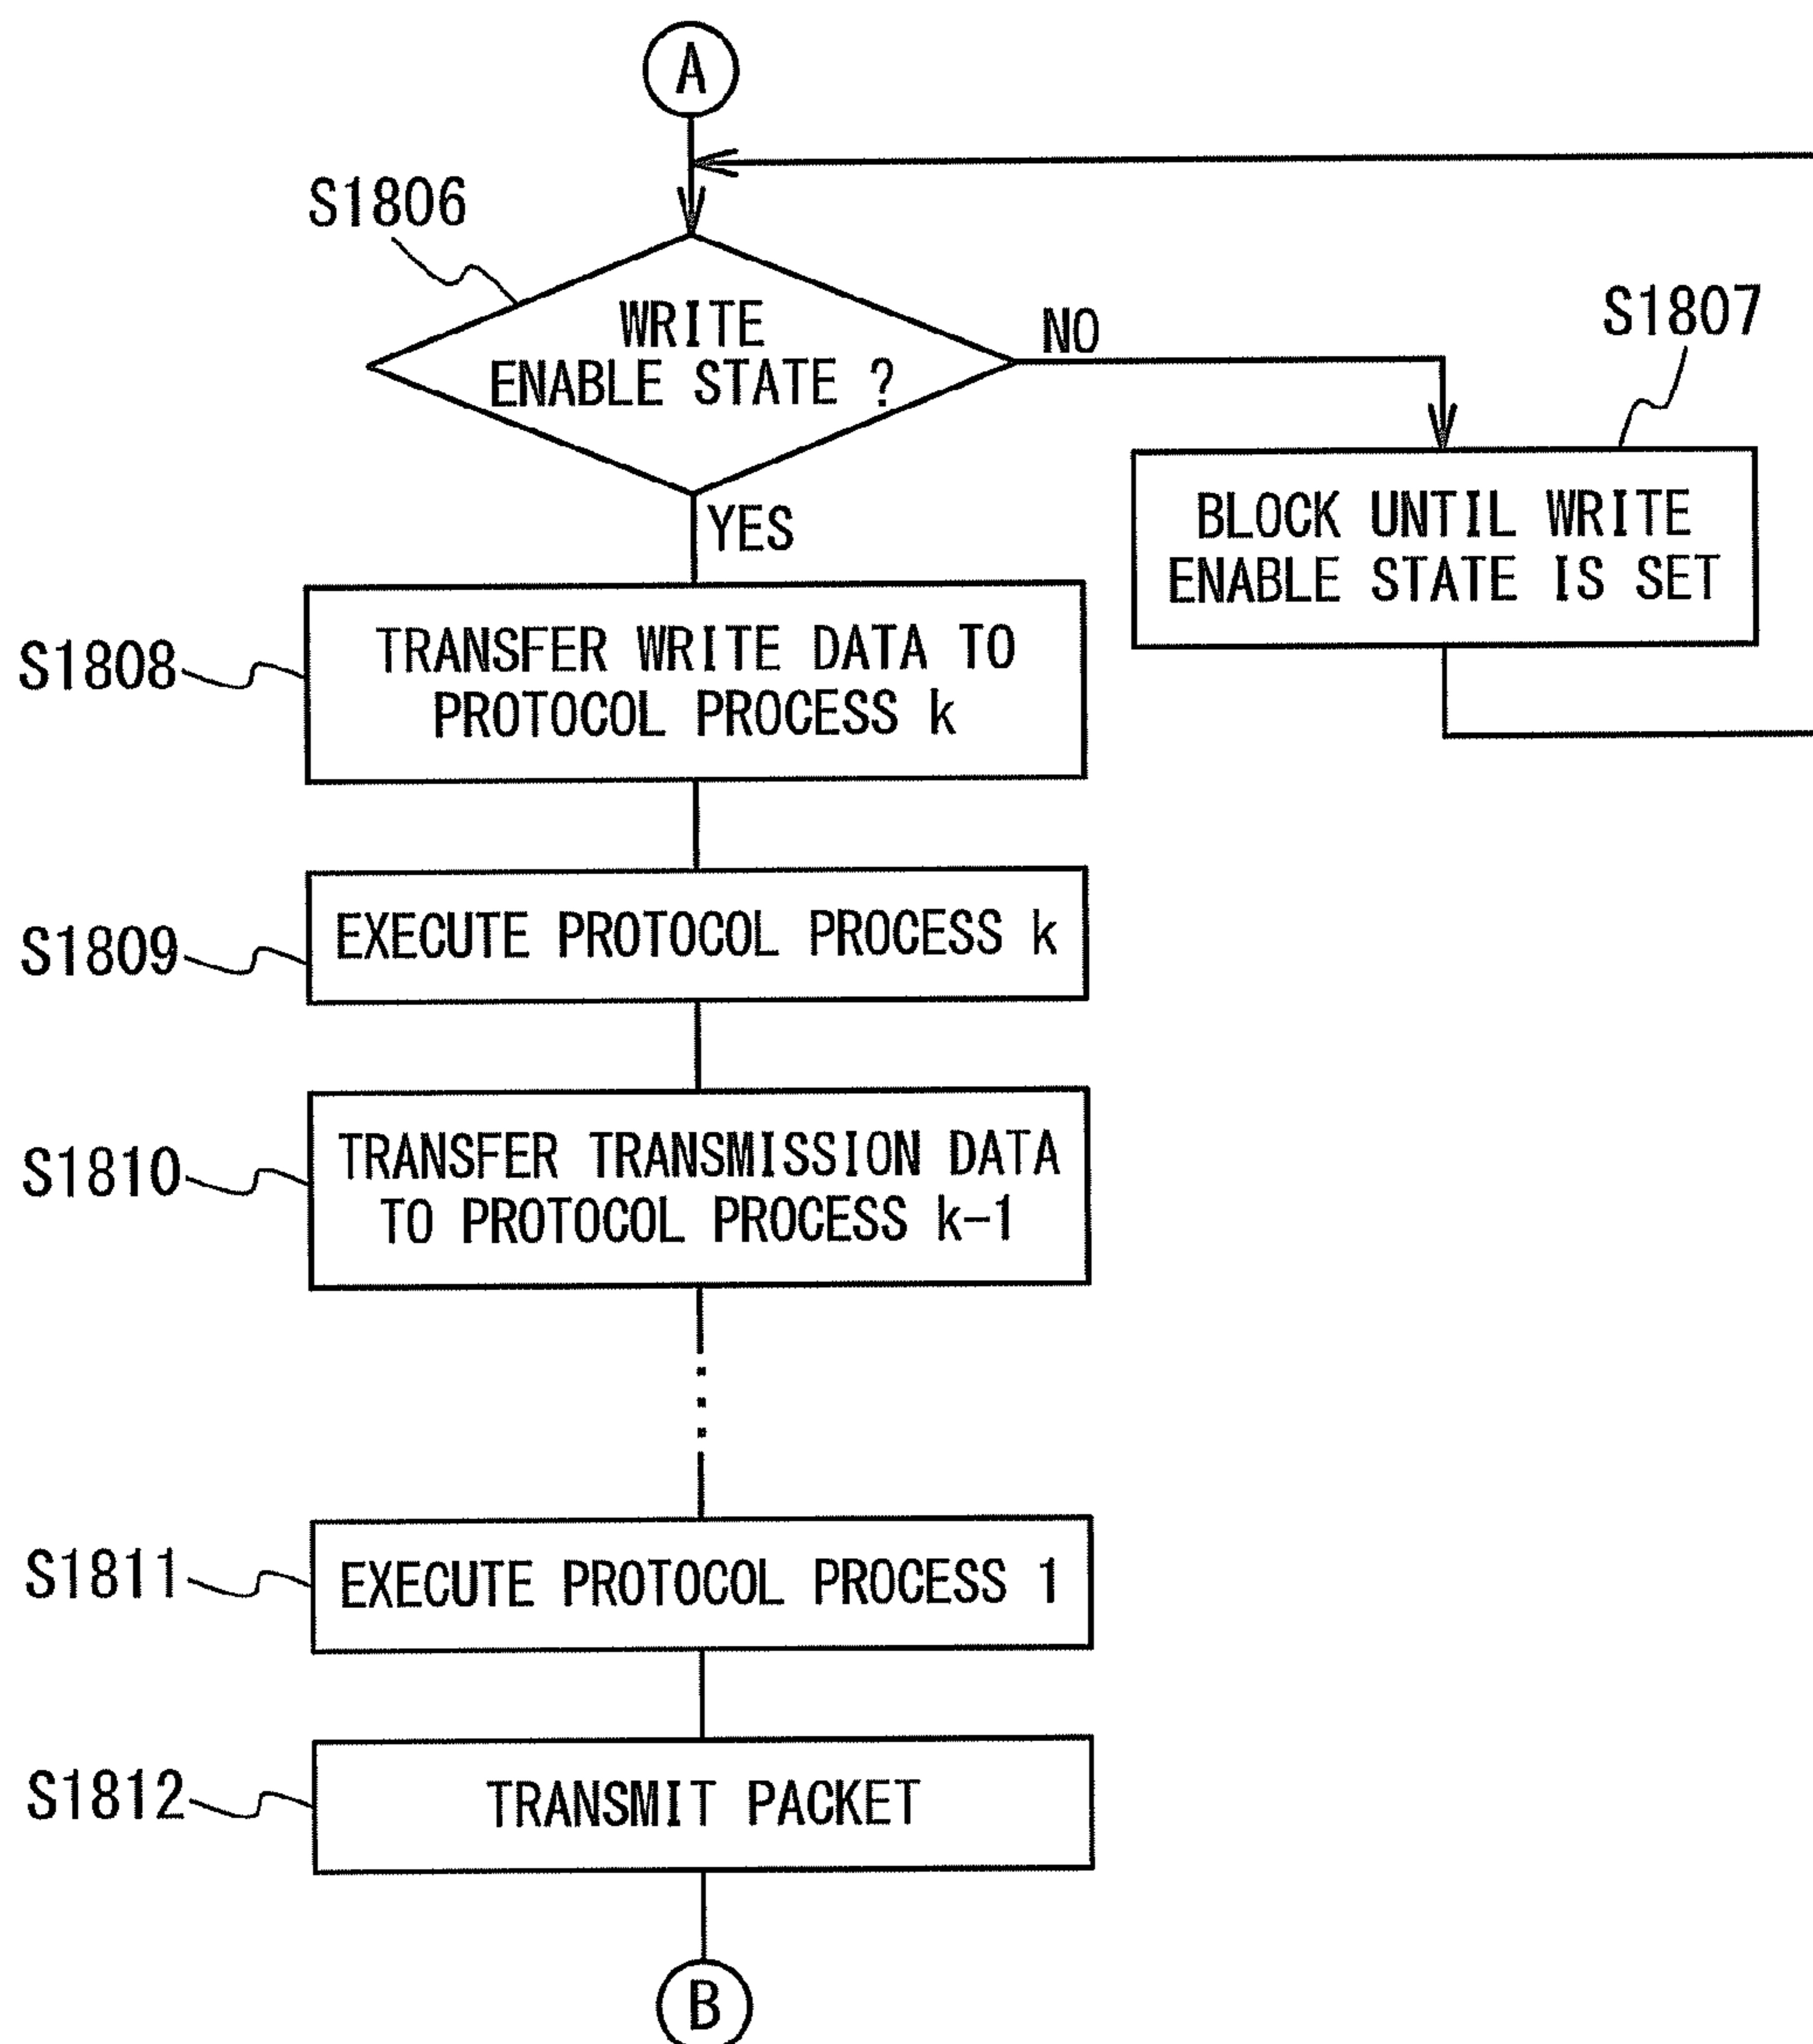 A
S1806
WRITE
ENABLE STATE ?
NO
S1807
BLOCK UNTIL WRITE
ENABLE STATE IS SET
YES
S1808
TRANSFER WRITE DATA TO
PROTOCOL PROCESS k
S1809
EXECUTE PROTOCOL PROCESS k
S1810
TRANSFER TRANSMISSION DATA
TO PROTOCOL PROCESS k-1
S1811
EXECUTE PROTOCOL PROCESS 1
S1812
TRANSMIT PACKET
B